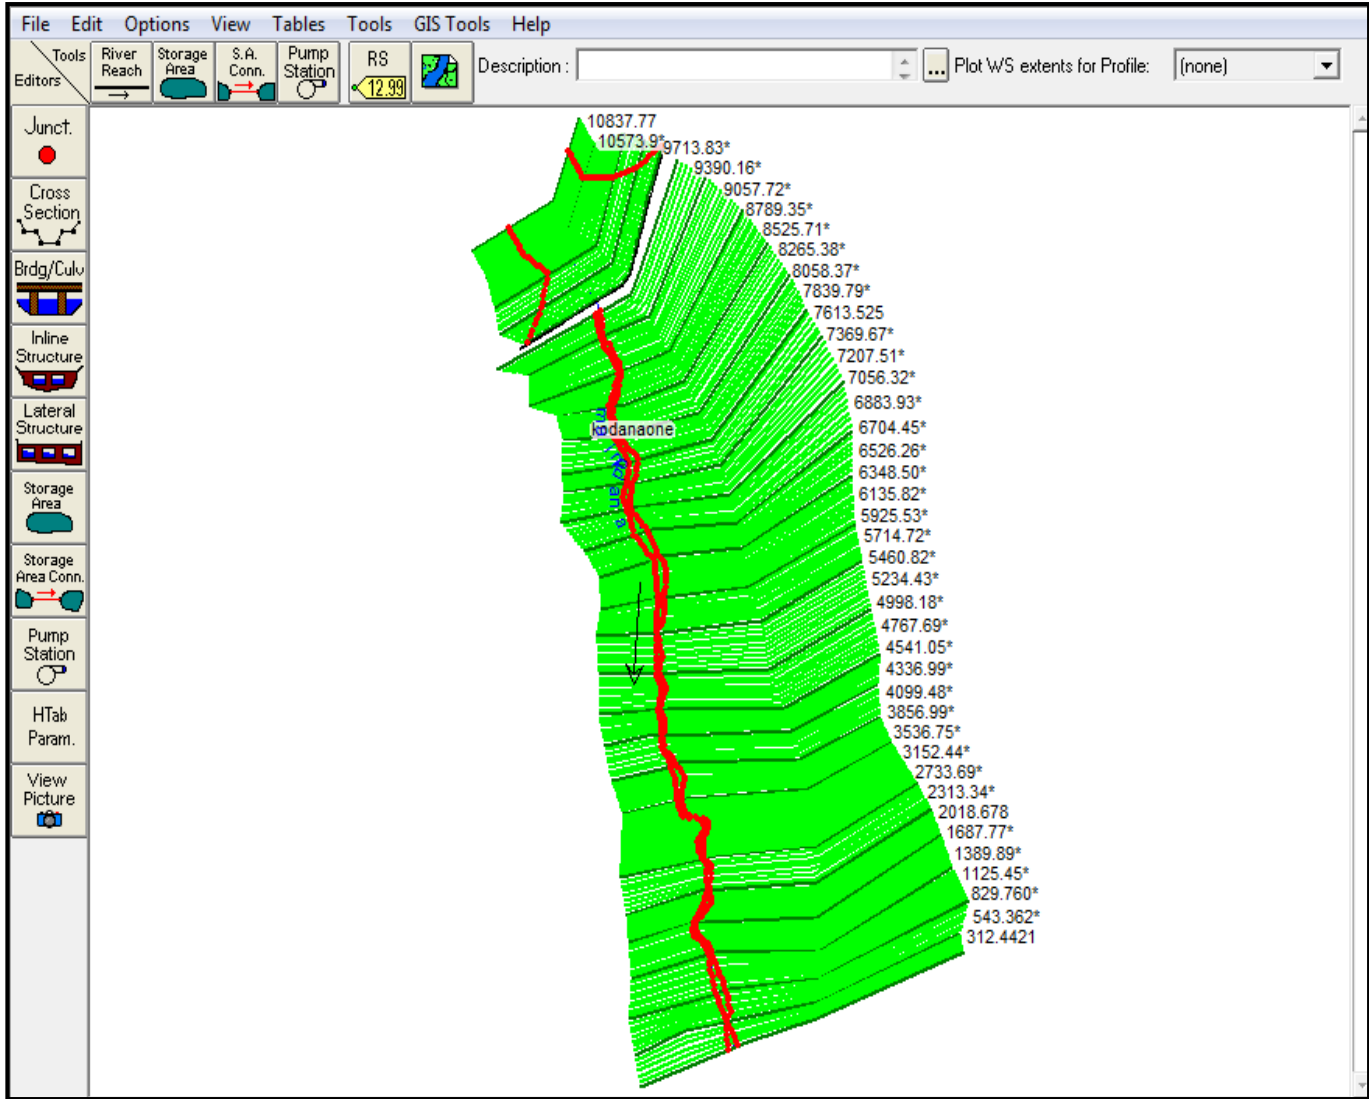 File Edit Options View Tables Tools GIS Tools Help
Tools
Editors
River
Reach
Storage
Area
S.A.
Conn.
Pump
Station
RS
12.99
Description :
...
Plot WS extents for Profile:
(none)
Junct.
Cross
Section
Brdg/Culv
Inline
Structure
Lateral
Structure
Storage
Area
Storage
Area Conn.
Pump
Station
HTab
Param.
View
Picture
10837.77
10573.9*
9713.83*
9390.16*
9057.72*
8789.35*
8525.71*
8265.38*
8058.37*
7839.79*
7613.525
7369.67*
7207.51*
7056.32*
6883.93*
kodanaone
6704.45*
6526.26*
6348.50*
6135.82*
5925.53*
5714.72*
5460.82*
5234.43*
4998.18*
4767.69*
4541.05*
4336.99*
4099.48*
3856.99*
3536.75*
3152.44*
2733.69*
2313.34*
2018.678
1687.77*
1389.89*
1125.45*
829.760*
543.362*
312.4421